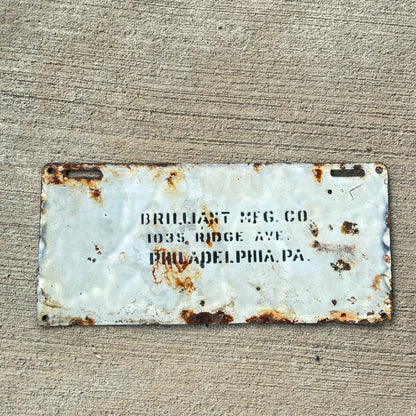 BRILLIANT MFG. CO.
1035 RIDGE AVE.
PHILADELPHIA, PA.